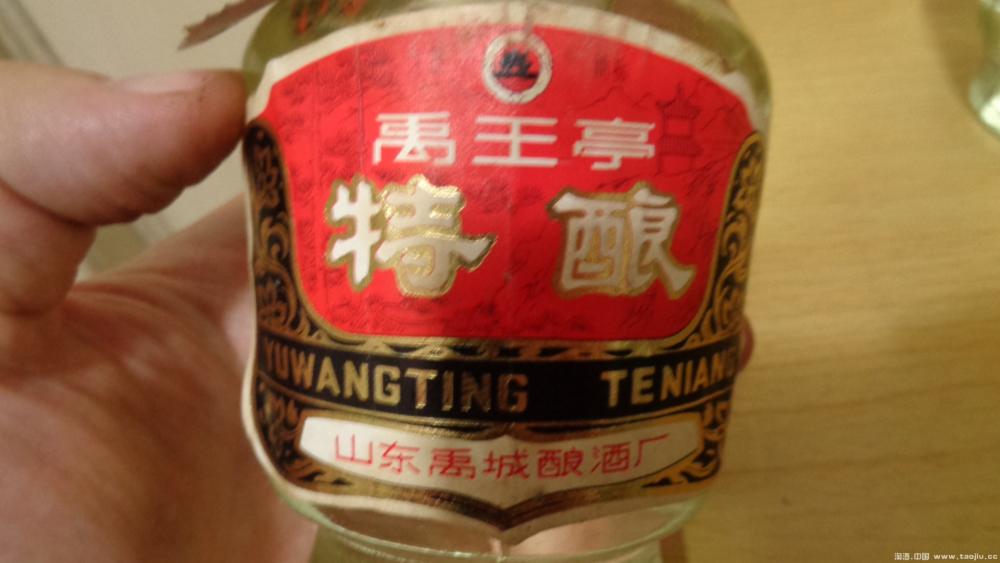 禹王亭
特酿
YUWANGTING TENIANG
山东禹城酿酒厂
淘酒.中国 www.taojiu.cc